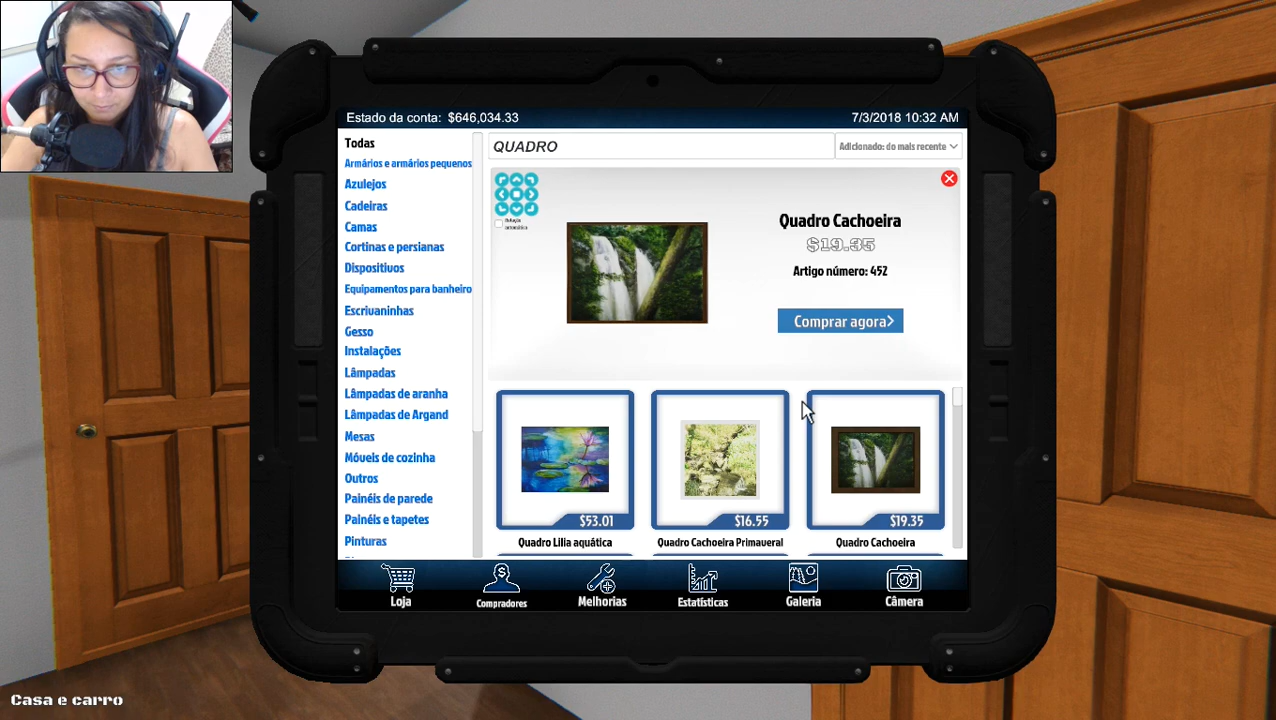 Estado da conta: $646,034.33
7/3/2018 10:32 AM
Todas
Armários e armários pequenos
Azulejos
Cadeiras
Camas
Cortinas e persianas
Dispositivos
Equipamentos para banheiro
Escrivaninhas
Gesso
Instalações
Lâmpadas
Lâmpadas de aranha
Lâmpadas de Argand
Mesas
Móveis de cozinha
Outros
Painéis de parede
Painéis e tapetes
Pinturas
QUADRO
Adicionado: do mais recente
Rotação
automática
Quadro Cachoeira
$19.35
Artigo número: 452
Comprar agora
$53.01
$16.55
$19.35
Quadro Lilia aquática
Quadro Cachoeira Primaveral
Quadro Cachoeira
Loja
Compradores
Melhorias
Estatísticas
Galeria
Câmera
Casa e carro